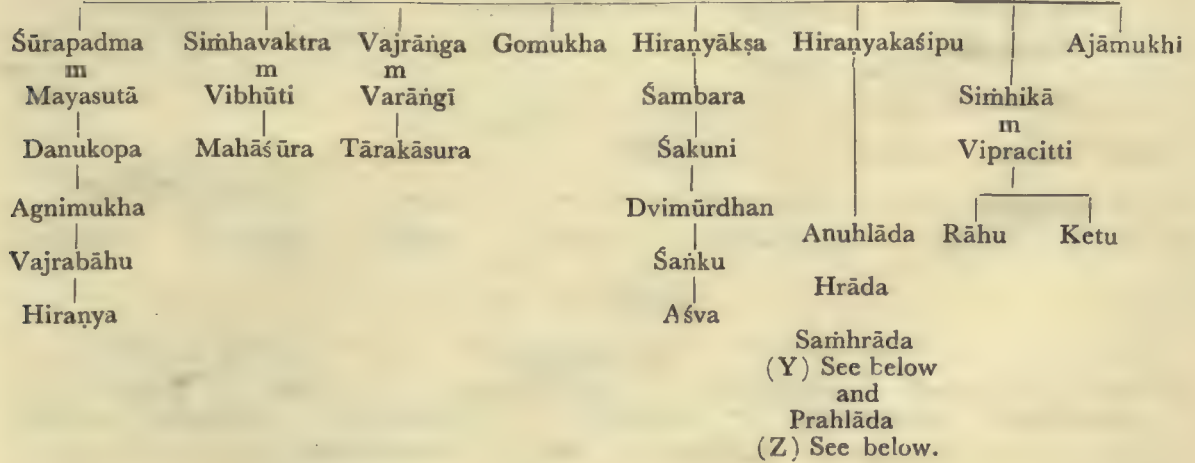 Śūrapadma Siṁhavaktra Vajrāṅga Gomukha Hiraṇyākṣa Hiraṇyakaśipu Ajāmukhi
m m m
Mayasutā Vibhūti Varāṅgī Śambara Siṁhikā
m
Danukopa Mahāśūra Tārakāsura Śakuni Vipracitti
Agnimukha Dvimūrdhan
Anuhlāda Rāhu Ketu
Vajrabāhu Śaṅku
Hrāda
Hiraṇya Aśva
Saṁhrāda
(Y) See below
and
Prahlāda
(Z) See below.